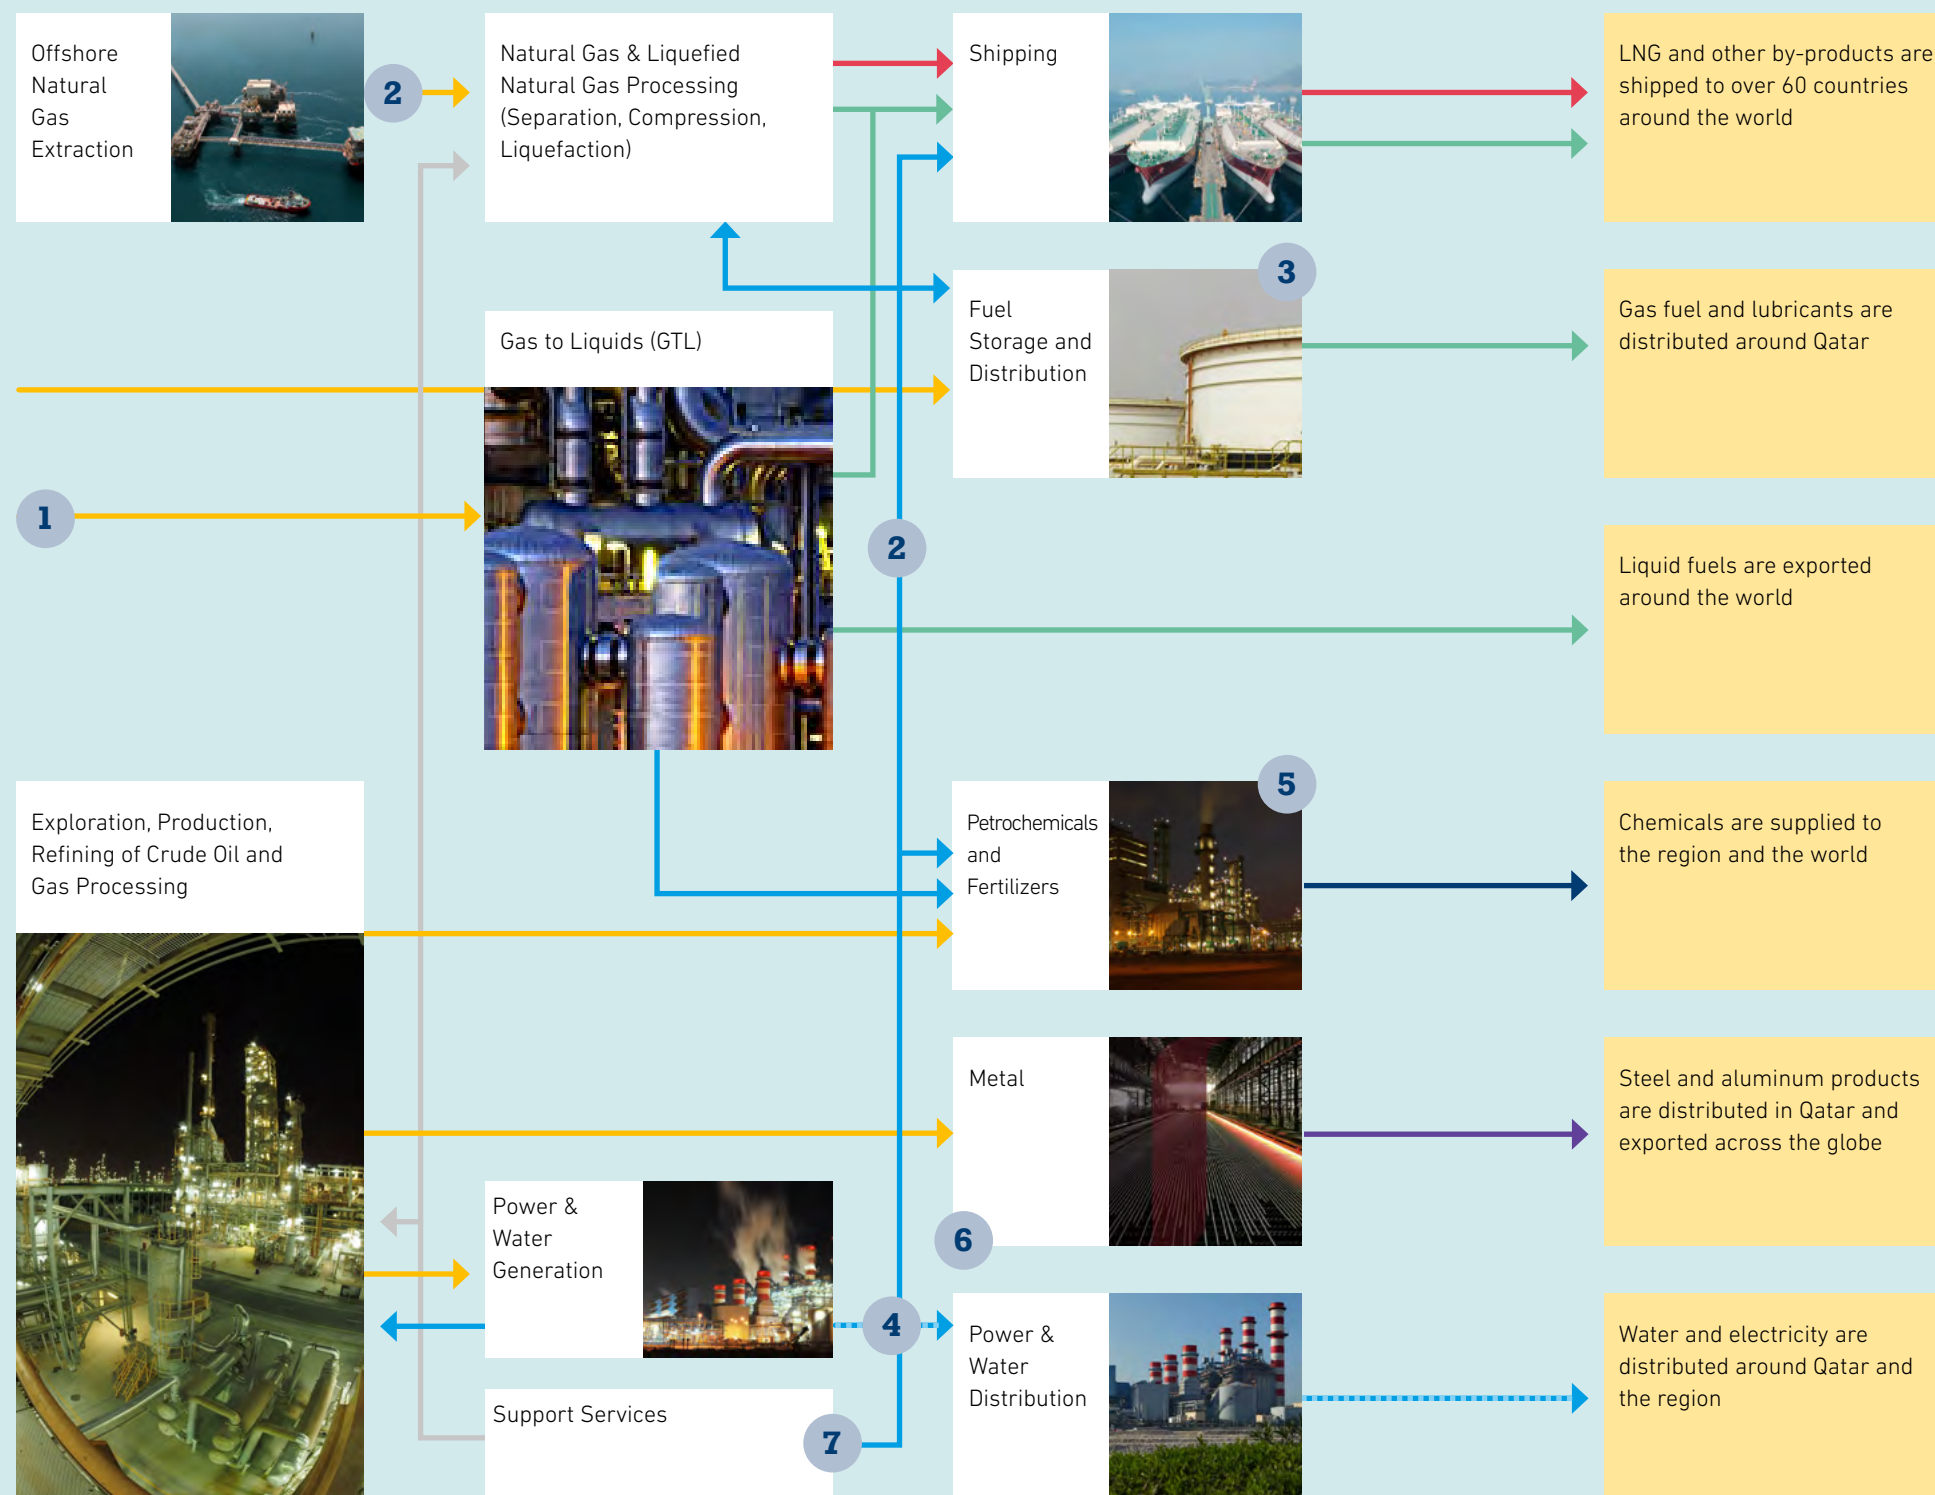 Offshore
Natural
Gas
Extraction
2
Natural Gas & Liquefied
Natural Gas Processing
(Separation, Compression,
Liquefaction)
Shipping
LNG and other by-products are
shipped to over 60 countries
around the world
Gas to Liquids (GTL)
Fuel
Storage and
Distribution
3
Gas fuel and lubricants are
distributed around Qatar
1
2
Liquid fuels are exported
around the world
Exploration, Production,
Refining of Crude Oil and
Gas Processing
Petrochemicals
and
Fertilizers
5
Chemicals are supplied to
the region and the world
Metal
6
Steel and aluminum products
are distributed in Qatar and
exported across the globe
Power &
Water
Generation
4
Power &
Water
Distribution
Water and electricity are
distributed around Qatar and
the region
Support Services
7